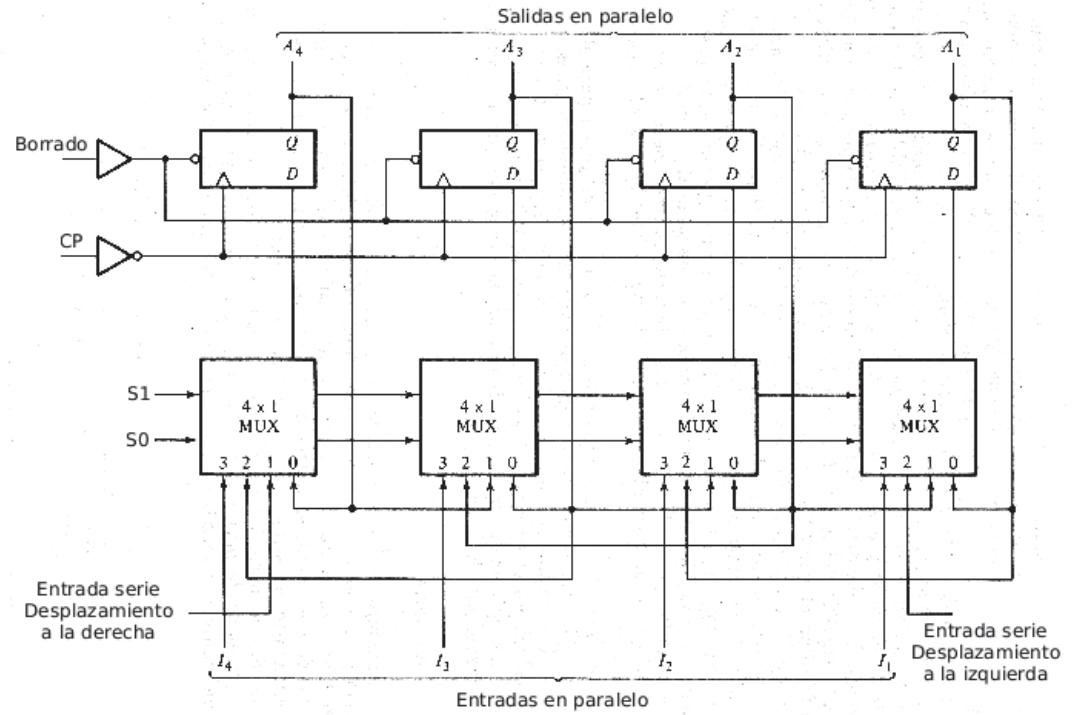 Salidas en paralelo
A4 A3 A2 A1
Borrado
Q Q Q Q
D D D D
CP
S1
S0
4 x 1 MUX
4 x 1 MUX
4 x 1 MUX
4 x 1 MUX
3 2 1 0 3 2 1 0 3 2 1 0 3 2 1 0
Entrada serie
Desplazamiento
a la derecha
Entrada serie
Desplazamiento
a la izquierda
I4 I3 I2 I1
Entradas en paralelo